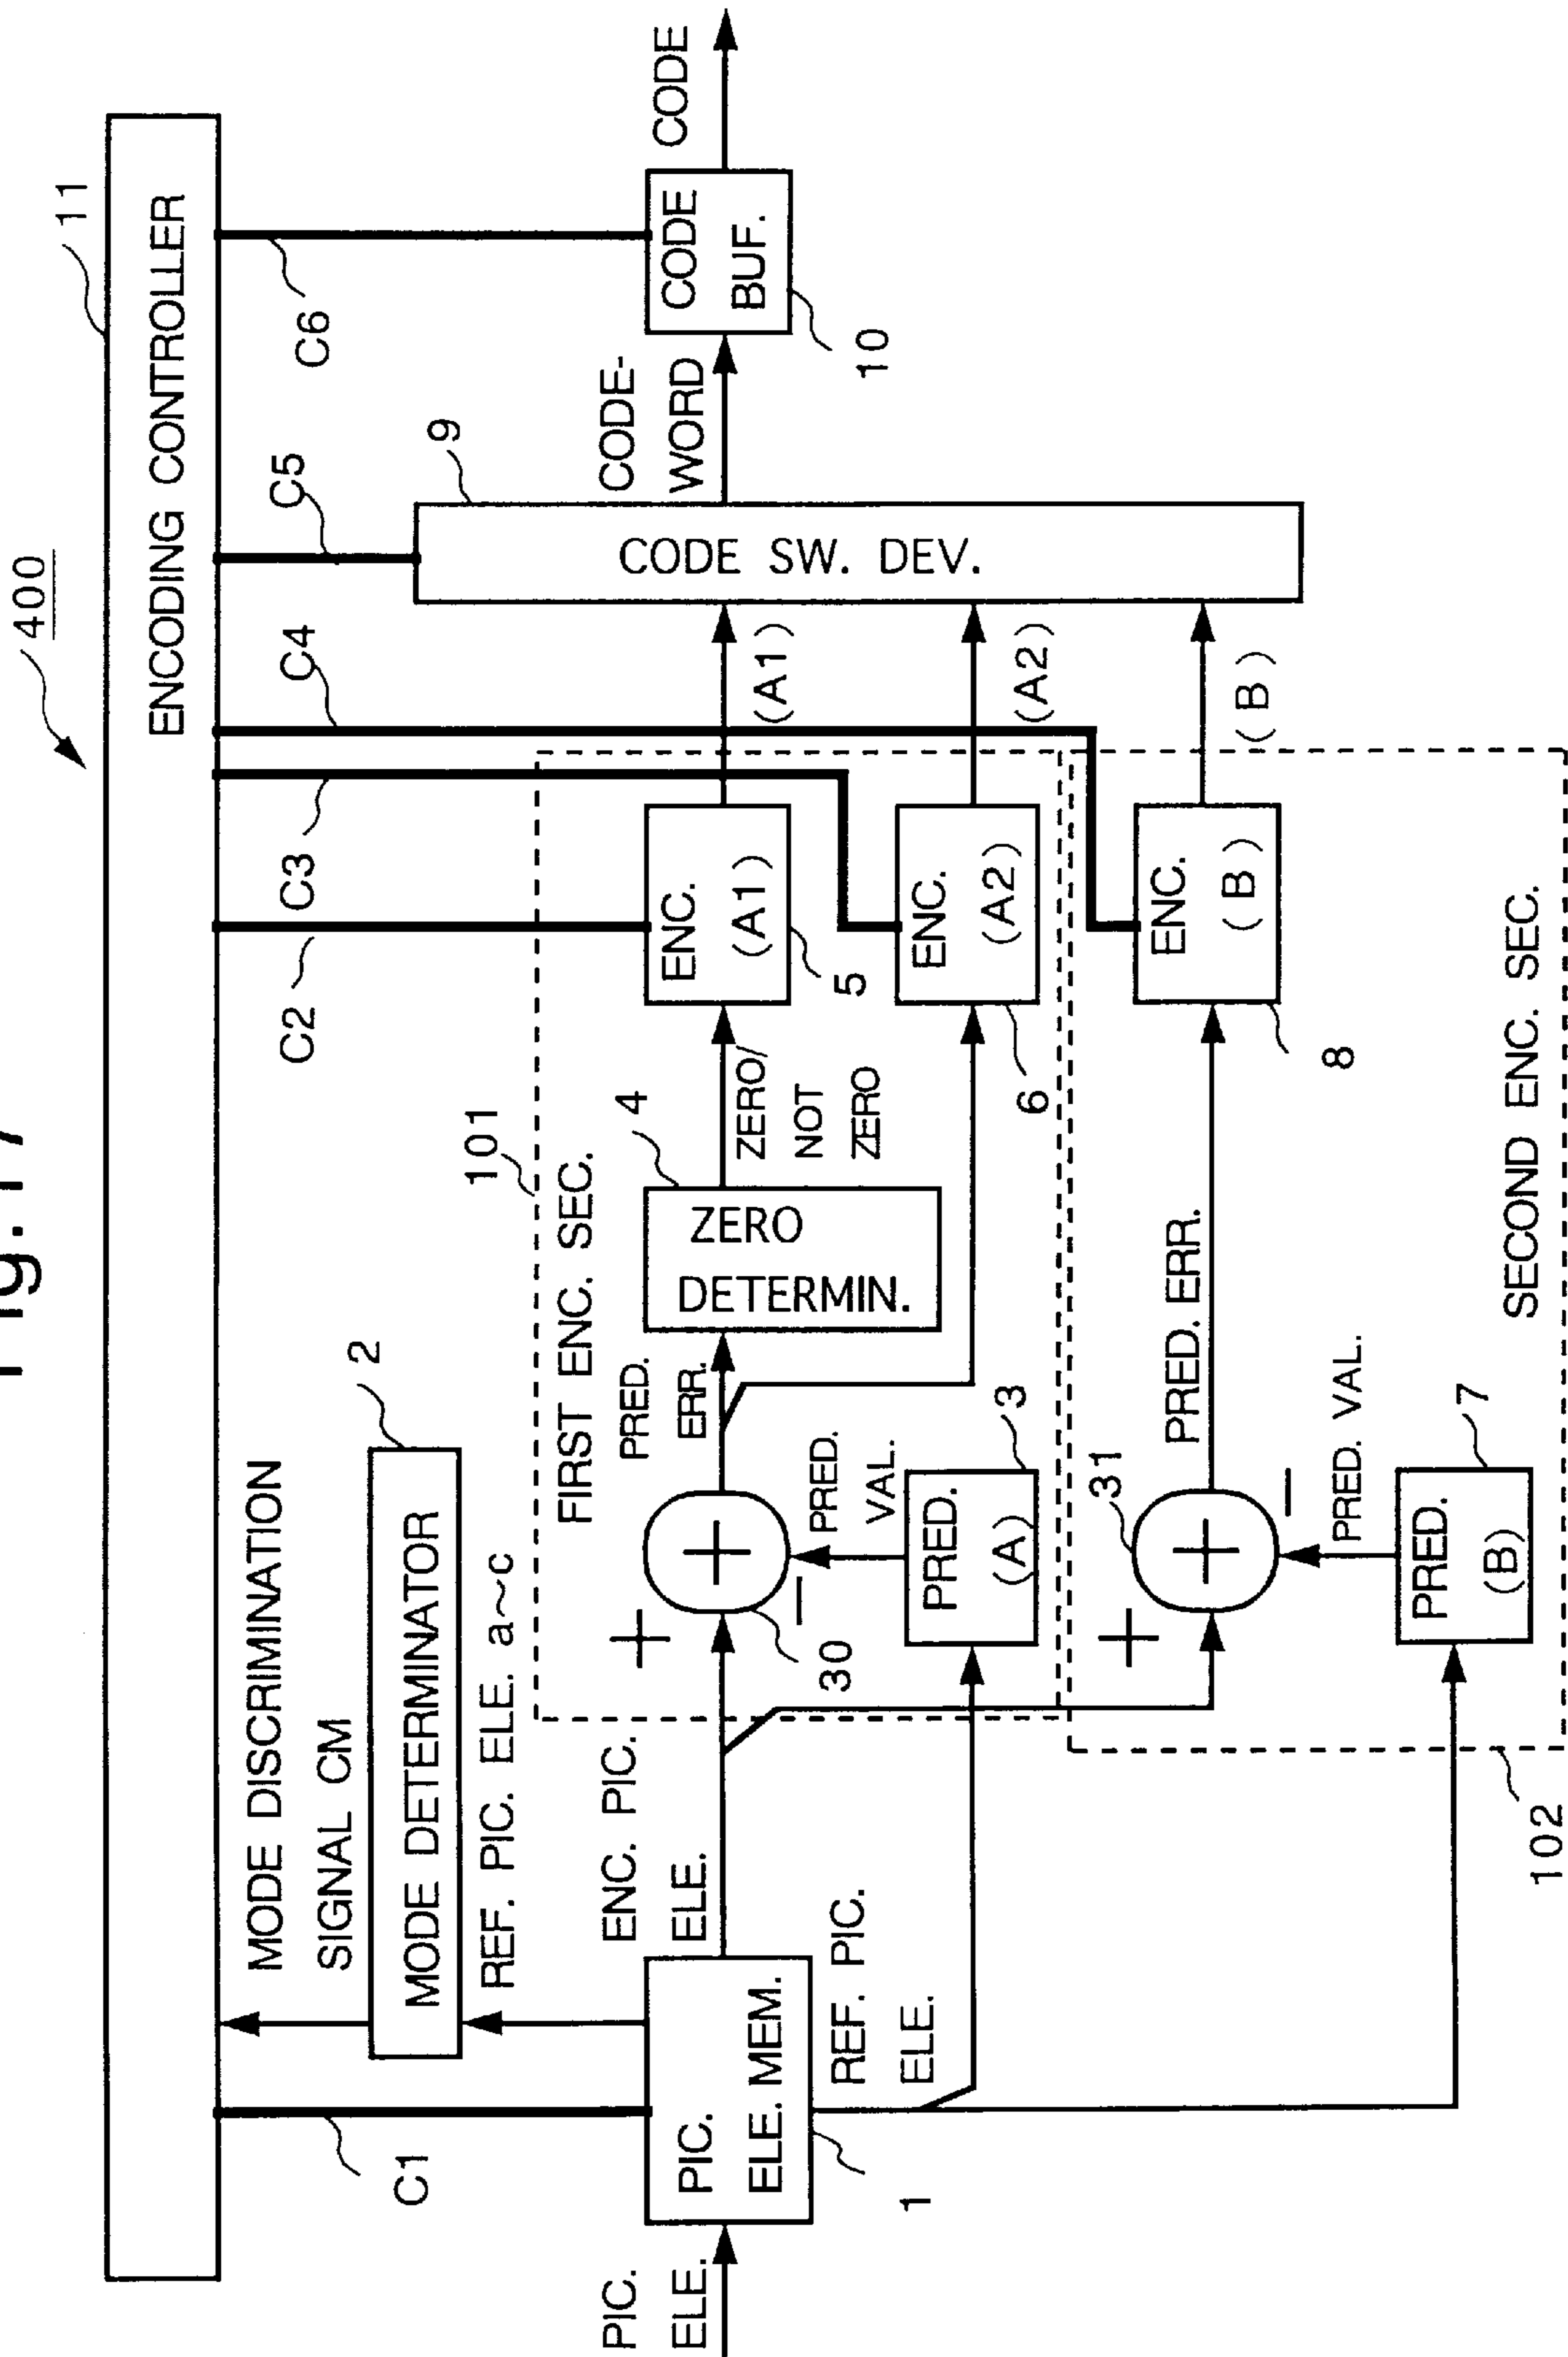 Fig.17
400
11
ENCODING CONTROLLER
MODE DISCRIMINATION
SIGNAL CM
2
MODE DETERMINATOR
REF. PIC. ELE. a~c
C1
C2
C3
C4
C5
C6
PIC.
ELE.
PIC.
ELE. MEM.
1
ENC. PIC.
ELE.
REF. PIC.
ELE.
101
FIRST ENC. SEC.
30
+
+
−
PRED.
ERR.
PRED.
VAL.
PRED.
(A)
3
4
ZERO
DETERMIN.
ZERO/
NOT
ZERO
ENC.
(A1)
5
ENC.
(A2)
6
(A1)
(A2)
(B)
9
CODE SW. DEV.
CODE-
WORD
CODE
BUF.
10
CODE
31
+
+
−
PRED. ERR.
PRED. VAL.
PRED.
(B)
7
ENC.
(B)
8
SECOND ENC. SEC.
102